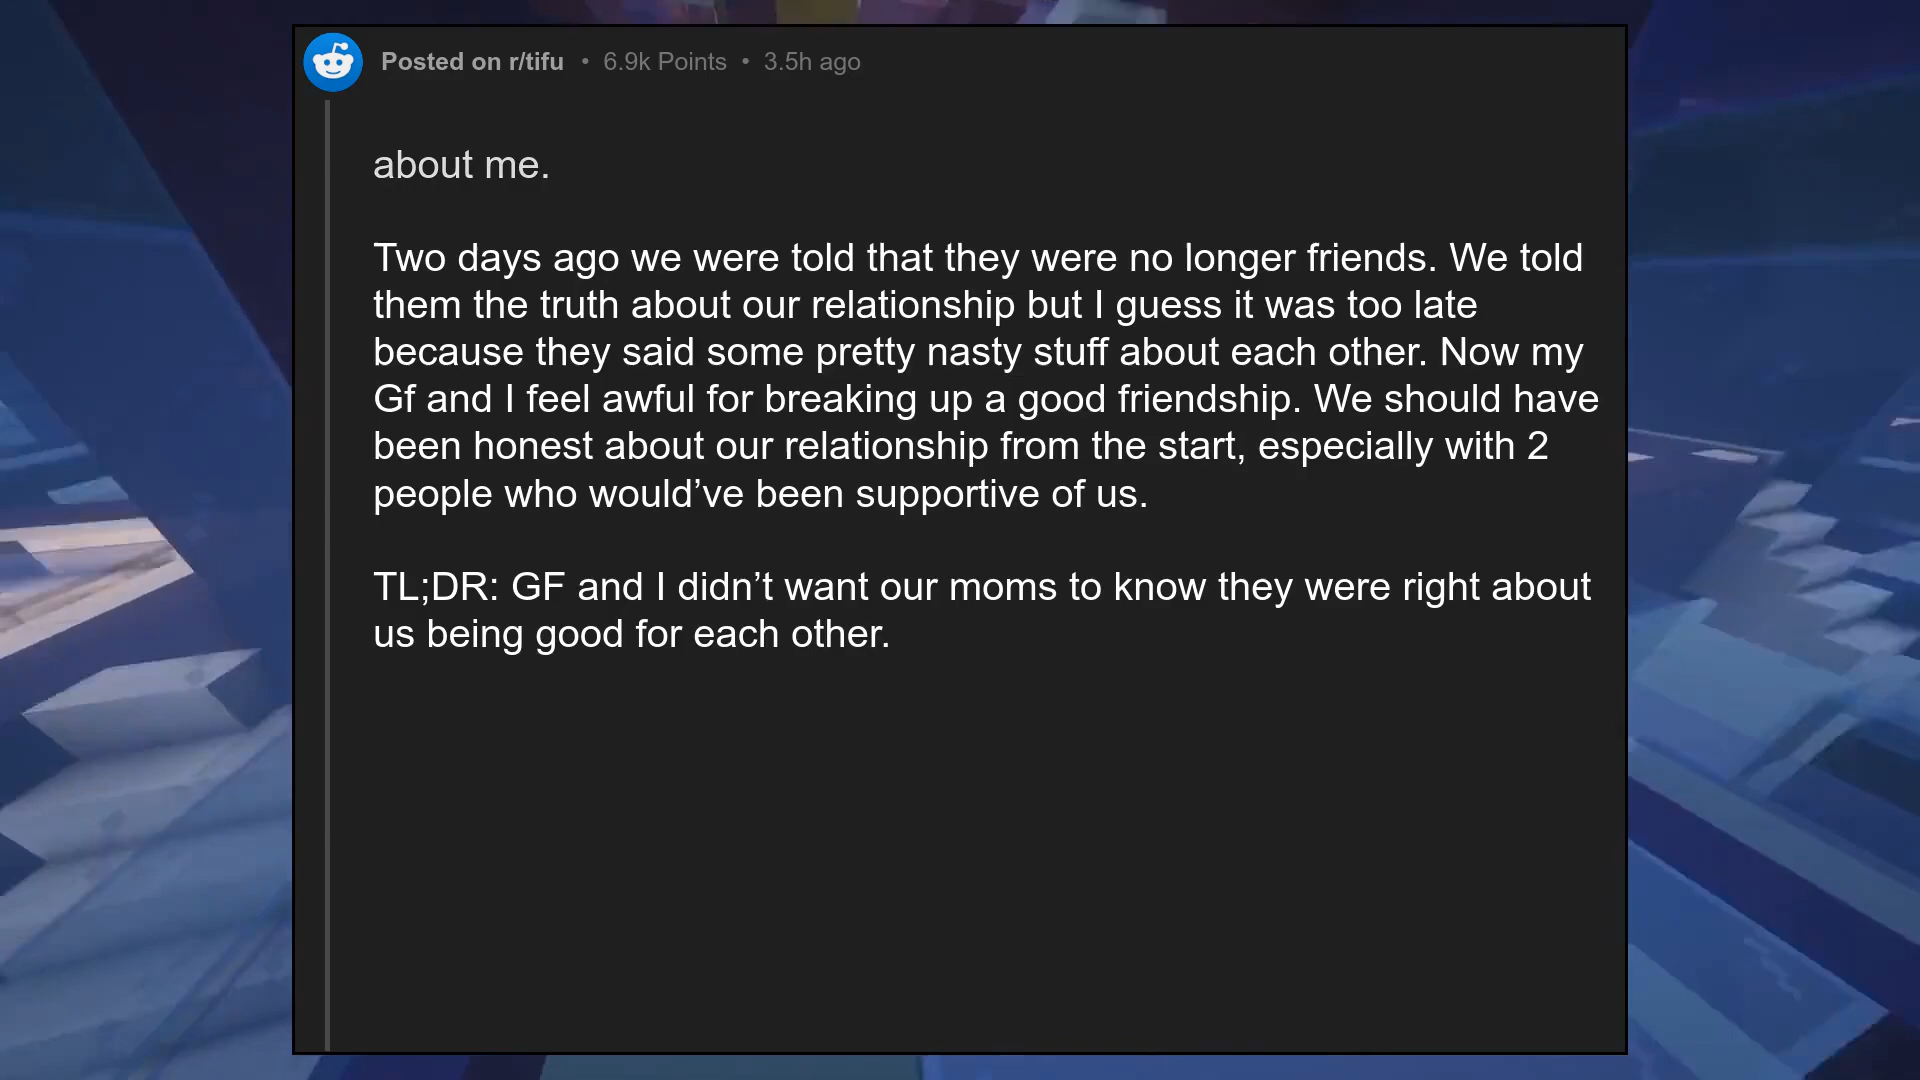 Posted on r/tifu • 6.9k Points • 3.5h ago
about me.
Two days ago we were told that they were no longer friends. We told
them the truth about our relationship but I guess it was too late
because they said some pretty nasty stuff about each other. Now my
Gf and I feel awful for breaking up a good friendship. We should have
been honest about our relationship from the start, especially with 2
people who would’ve been supportive of us.
TL;DR: GF and I didn’t want our moms to know they were right about
us being good for each other.